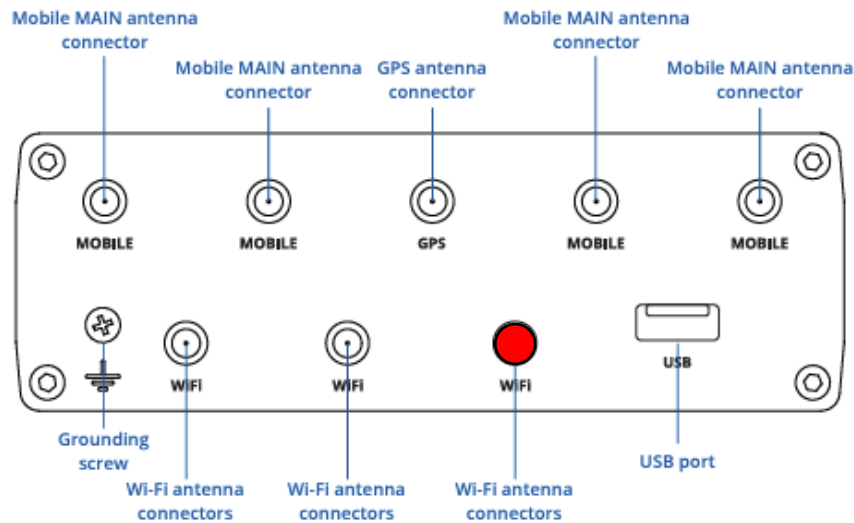 Mobile MAIN antenna
connector
Mobile MAIN antenna
connector
GPS antenna
connector
Mobile MAIN antenna
connector
Mobile MAIN antenna
connector
MOBILE
MOBILE
GPS
MOBILE
MOBILE
WiFi
WiFi
WiFi
USB
Grounding
screw
Wi-Fi antenna
connectors
Wi-Fi antenna
connectors
Wi-Fi antenna
connectors
USB port